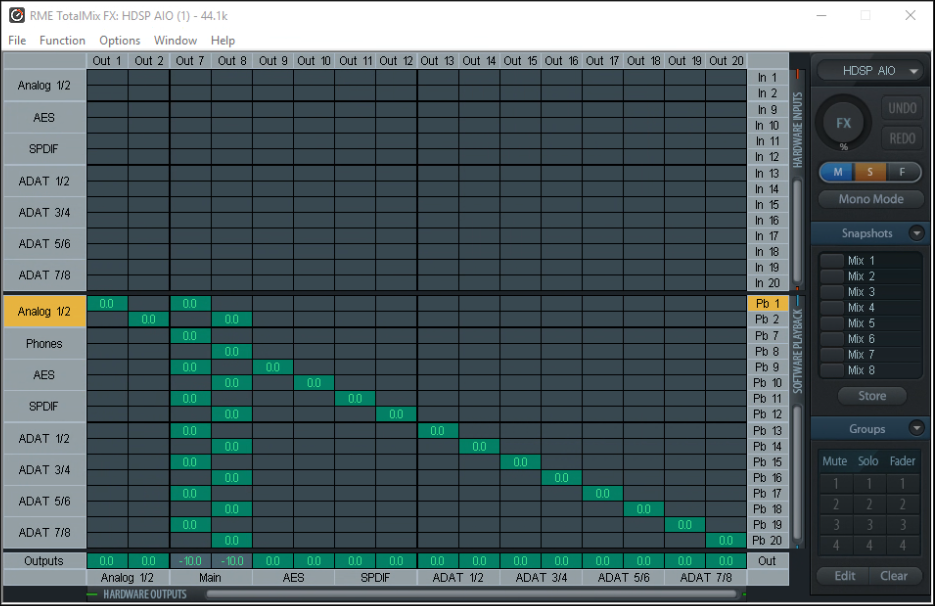 RME TotalMix FX: HDSP AIO (1) - 44.1k
File Function Options Window Help
Out 1 Out 2 Out 7 Out 8 Out 9 Out 10 Out 11 Out 12 Out 13 Out 14 Out 15 Out 16 Out 17 Out 18 Out 19 Out 20
Analog 1/2 In 1
In 2
AES In 9
In 10
SPDIF In 11
In 12
ADAT 1/2 In 13
In 14
ADAT 3/4 In 15
In 16
ADAT 5/6 In 17
In 18
ADAT 7/8 In 19
In 20
HARDWARE INPUTS
Analog 1/2 0.0 0.0 Pb 1
0.0 0.0 Pb 2
Phones 0.0 Pb 7
0.0 Pb 8
AES 0.0 0.0 Pb 9
0.0 0.0 Pb 10
SPDIF 0.0 0.0 Pb 11
0.0 0.0 Pb 12
ADAT 1/2 0.0 0.0 Pb 13
0.0 0.0 Pb 14
ADAT 3/4 0.0 0.0 Pb 15
0.0 0.0 Pb 16
ADAT 5/6 0.0 0.0 Pb 17
0.0 0.0 Pb 18
ADAT 7/8 0.0 0.0 Pb 19
0.0 0.0 Pb 20
SOFTWARE PLAYBACK
Outputs 0.0 0.0 -10.0 -10.0 0.0 0.0 0.0 0.0 0.0 0.0 0.0 0.0 0.0 0.0 0.0 0.0 Out
Analog 1/2 Main AES SPDIF ADAT 1/2 ADAT 3/4 ADAT 5/6 ADAT 7/8
HARDWARE OUTPUTS
HDSP AIO
FX
%
UNDO
REDO
M S F
Mono Mode
Snapshots
Mix 1
Mix 2
Mix 3
Mix 4
Mix 5
Mix 6
Mix 7
Mix 8
Store
Groups
Mute Solo Fader
1 1 1
2 2 2
3 3 3
4 4 4
Edit Clear